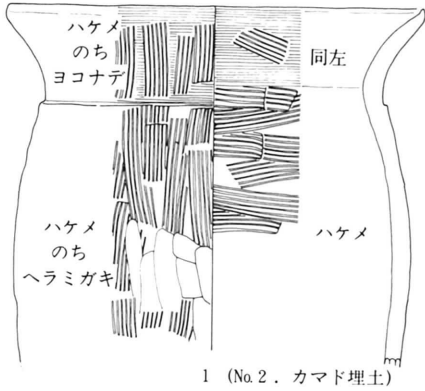 ハケメ
のち
ヨコナデ
同左
ハケメ
のち
ヘラミガキ
ハケメ
1 (No.2.カマド埋土)